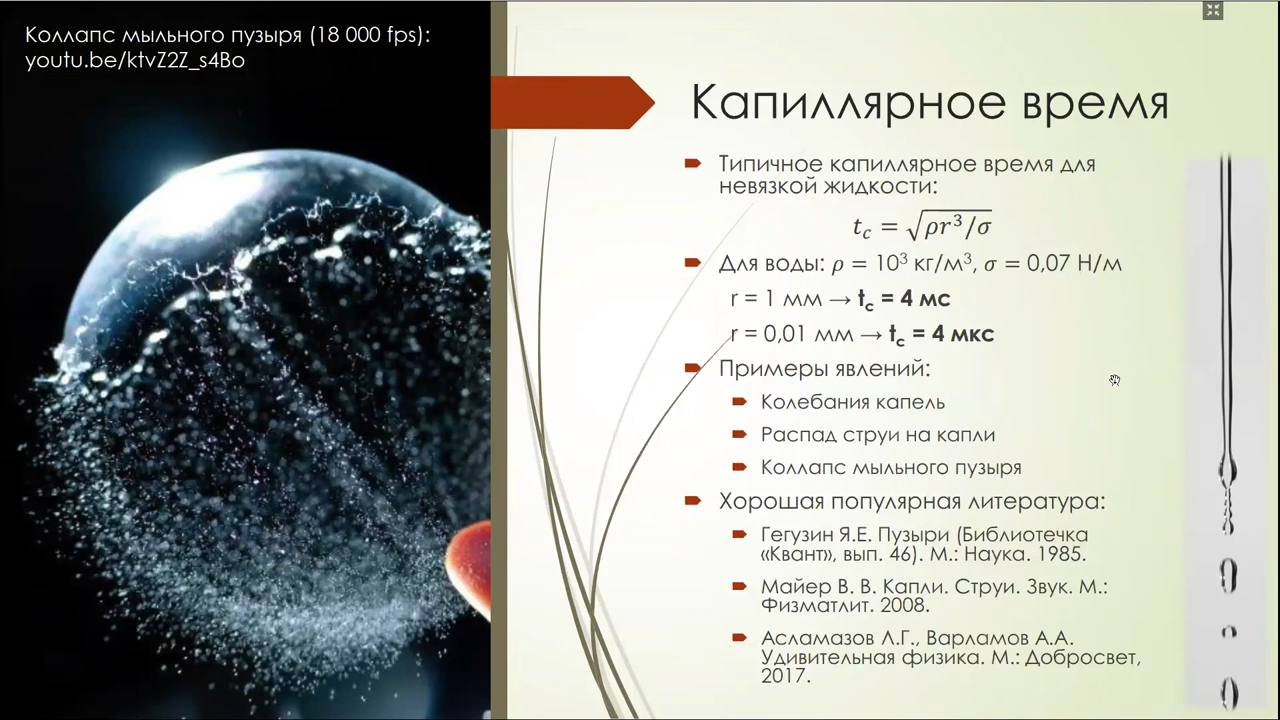 Коллапс мыльного пузыря (18 000 fps):
youtu.be/ktvZ2Z_s4Bo
Капиллярное время
Типичное капиллярное время для
невязкой жидкости:
t_c = √(ρr³/σ)
Для воды: ρ = 10³ кг/м³, σ = 0,07 Н/м
r = 1 мм → t_c = 4 мс
r = 0,01 мм → t_c = 4 мкс
Примеры явлений:
Колебания капель
Распад струи на капли
Коллапс мыльного пузыря
Хорошая популярная литература:
Гегузин Я.Е. Пузыри (Библиотечка
«Квант», вып. 46). М.: Наука. 1985.
Майер В. В. Капли. Струи. Звук. М.:
Физматлит. 2008.
Асламазов Л.Г., Варламов А.А.
Удивительная физика. М.: Добросвет,
2017.